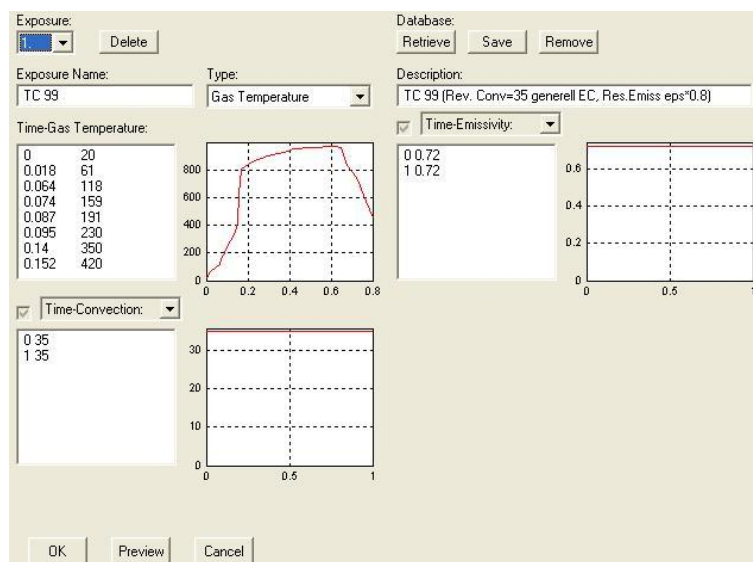 Exposure:
1.
Delete
Database:
Retrieve
Save
Remove
Exposure Name:
TC 99
Type:
Gas Temperature
Description:
TC 99 (Rev. Conv=35 generell EC, Res.Emiss eps*0.8)
Time-Gas Temperature:
0 20
0.018 61
0.064 118
0.074 159
0.087 191
0.095 230
0.14 350
0.152 420
800
600
400
200
0
0 0.2 0.4 0.6 0.8
Time-Emissivity:
0 0.72
1 0.72
0.6
0.4
0.2
0
0 0.5 1
Time-Convection:
0 35
1 35
30
20
10
0
0 0.5 1
OK
Preview
Cancel